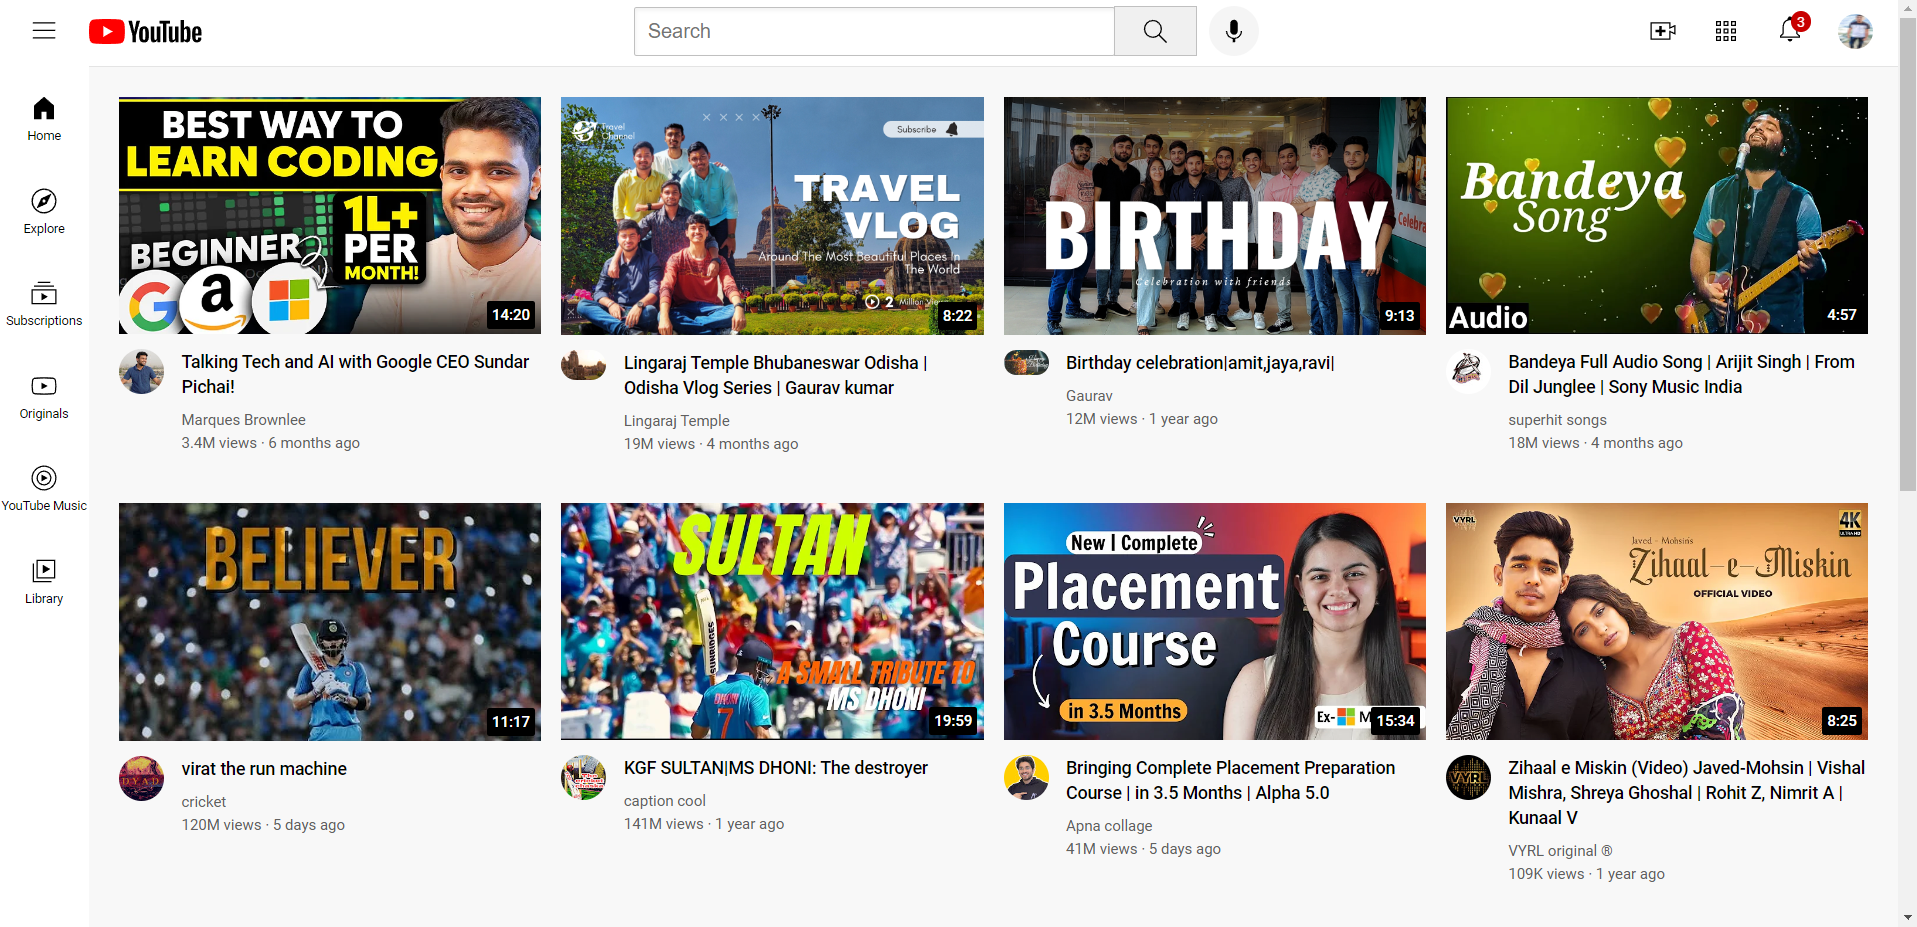 YouTube
Search
3
Home
Explore
Subscriptions
Originals
YouTube Music
Library
BEST WAY TO
LEARN CODING
BEGINNER
1L+
PER
MONTH!
14:20
Talking Tech and AI with Google CEO Sundar
Pichai!
Marques Brownlee
3.4M views · 6 months ago
Travel
Channel
Subscribe
TRAVEL
VLOG
Around The Most Beautiful Places In
The World
2 Million
8:22
Lingaraj Temple Bhubaneswar Odisha |
Odisha Vlog Series | Gaurav kumar
Lingaraj Temple
19M views · 4 months ago
BIRTHDAY
Celebration with friends
9:13
Birthday celebration|amit,jaya,ravi|
Gaurav
12M views · 1 year ago
Bandeya
Song
Audio
4:57
Bandeya Full Audio Song | Arijit Singh | From
Dil Junglee | Sony Music India
superhit songs
18M views · 4 months ago
BELIEVER
11:17
virat the run machine
cricket
120M views · 5 days ago
SULTAN
SUNRIDGES
A SMALL TRIBUTE TO
MS DHONI
DHONI
7
19:59
KGF SULTAN|MS DHONI: The destroyer
caption cool
141M views · 1 year ago
New | Complete
Placement
Course
in 3.5 Months
Ex- M
15:34
Bringing Complete Placement Preparation
Course | in 3.5 Months | Alpha 5.0
Apna collage
41M views · 5 days ago
VYRL
4K
ULTRA HD
Javed - Mohsin's
Zihaal-e-Miskin
OFFICIAL VIDEO
8:25
VYRL
Zihaal e Miskin (Video) Javed-Mohsin | Vishal
Mishra, Shreya Ghoshal | Rohit Z, Nimrit A |
Kunaal V
VYRL original ®
109K views · 1 year ago